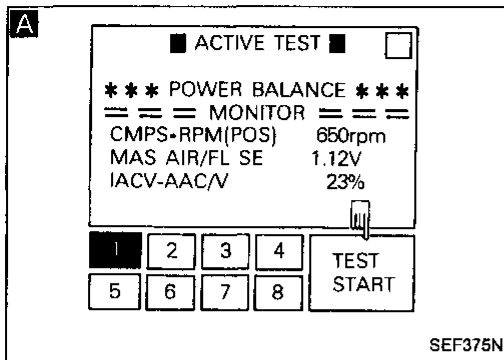 A
■ ACTIVE TEST ■
* * * POWER BALANCE * * *
= = = MONITOR = = =
CMPS•RPM(POS) 650rpm
MAS AIR/FL SE 1.12V
IACV-AAC/V 23%
1 2 3 4
TEST
START
5 6 7 8
SEF375N